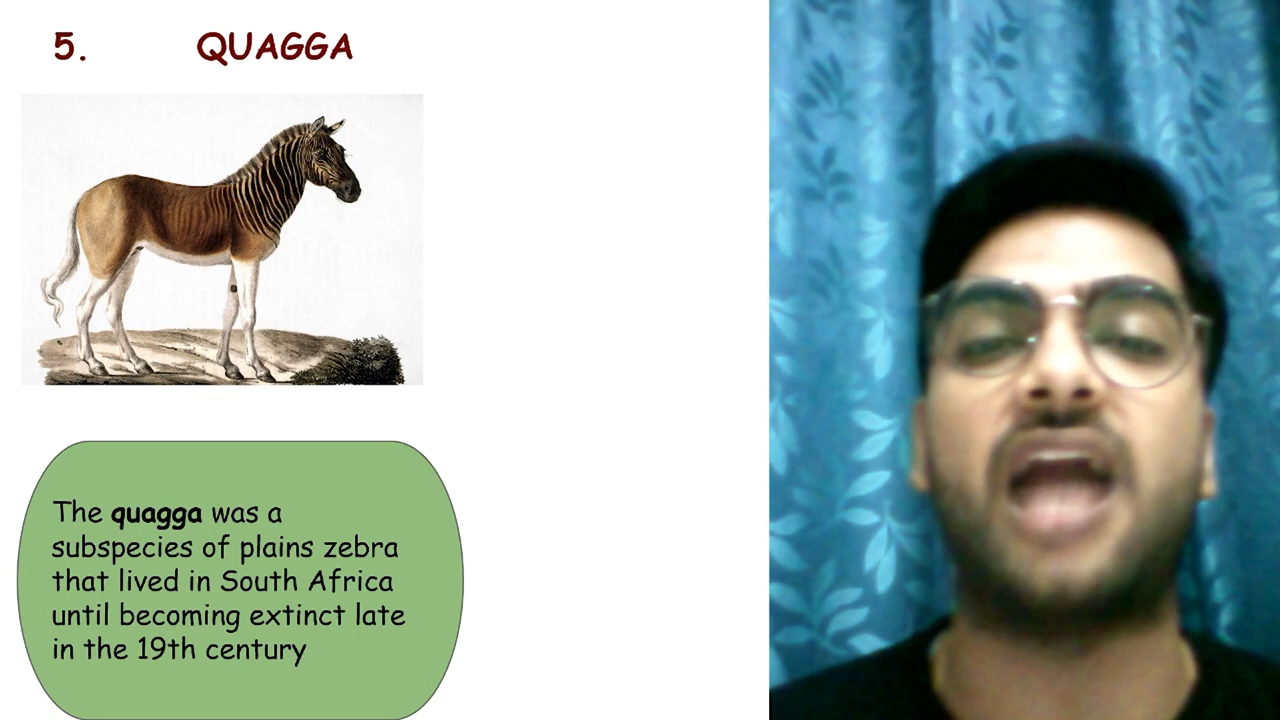 5. QUAGGA
The quagga was a
subspecies of plains zebra
that lived in South Africa
until becoming extinct late
in the 19th century